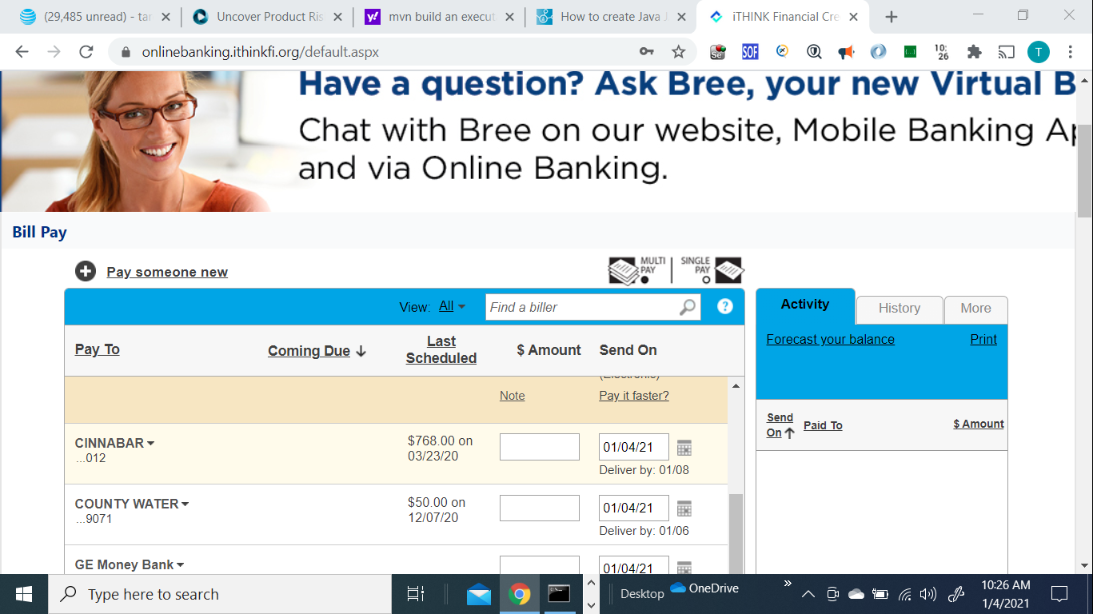 (29,485 unread) - tar
Uncover Product Ris
mvn build an execut
How to create Java J
iTHINK Financial Cre
onlinebanking.ithinkfi.org/default.aspx
SOF
10:
26
T
Have a question? Ask Bree, your new Virtual B
Chat with Bree on our website, Mobile Banking Ap
and via Online Banking.
Bill Pay
Pay someone new
MULTI PAY
SINGLE PAY
View: All
Find a biller
?
Activity
History
More
Pay To
Coming Due
Last Scheduled
$ Amount
Send On
Forecast your balance
Print
(Electronic)
Note
Pay it faster?
Send On
Paid To
$ Amount
CINNABAR
...012
$768.00 on
03/23/20
01/04/21
Deliver by: 01/08
COUNTY WATER
...9071
$50.00 on
12/07/20
01/04/21
Deliver by: 01/06
GE Money Bank
01/04/21
Type here to search
Desktop
OneDrive
10:26 AM
1/4/2021